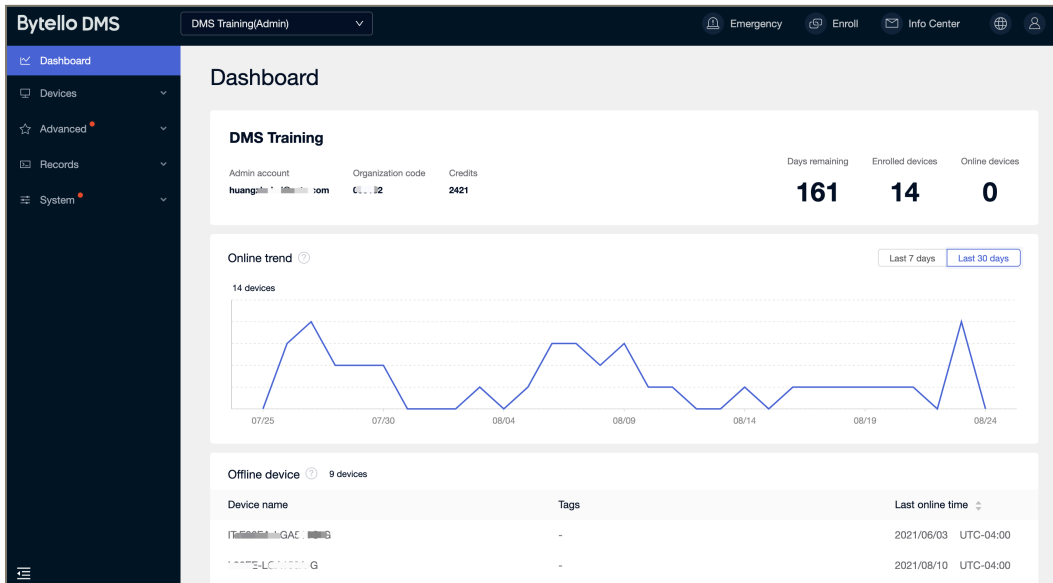 Bytello DMS
DMS Training(Admin)
Emergency
Enroll
Info Center
Dashboard
Devices
Advanced
Records
System
Dashboard
DMS Training
Admin account
Organization code
Credits
2421
Days remaining
Enrolled devices
Online devices
161
14
0
Online trend
Last 7 days
Last 30 days
14 devices
07/25 07/30 08/04 08/09 08/14 08/19 08/24
Offline device
9 devices
Device name Tags Last online time
- 2021/06/03 UTC-04:00
- 2021/08/10 UTC-04:00